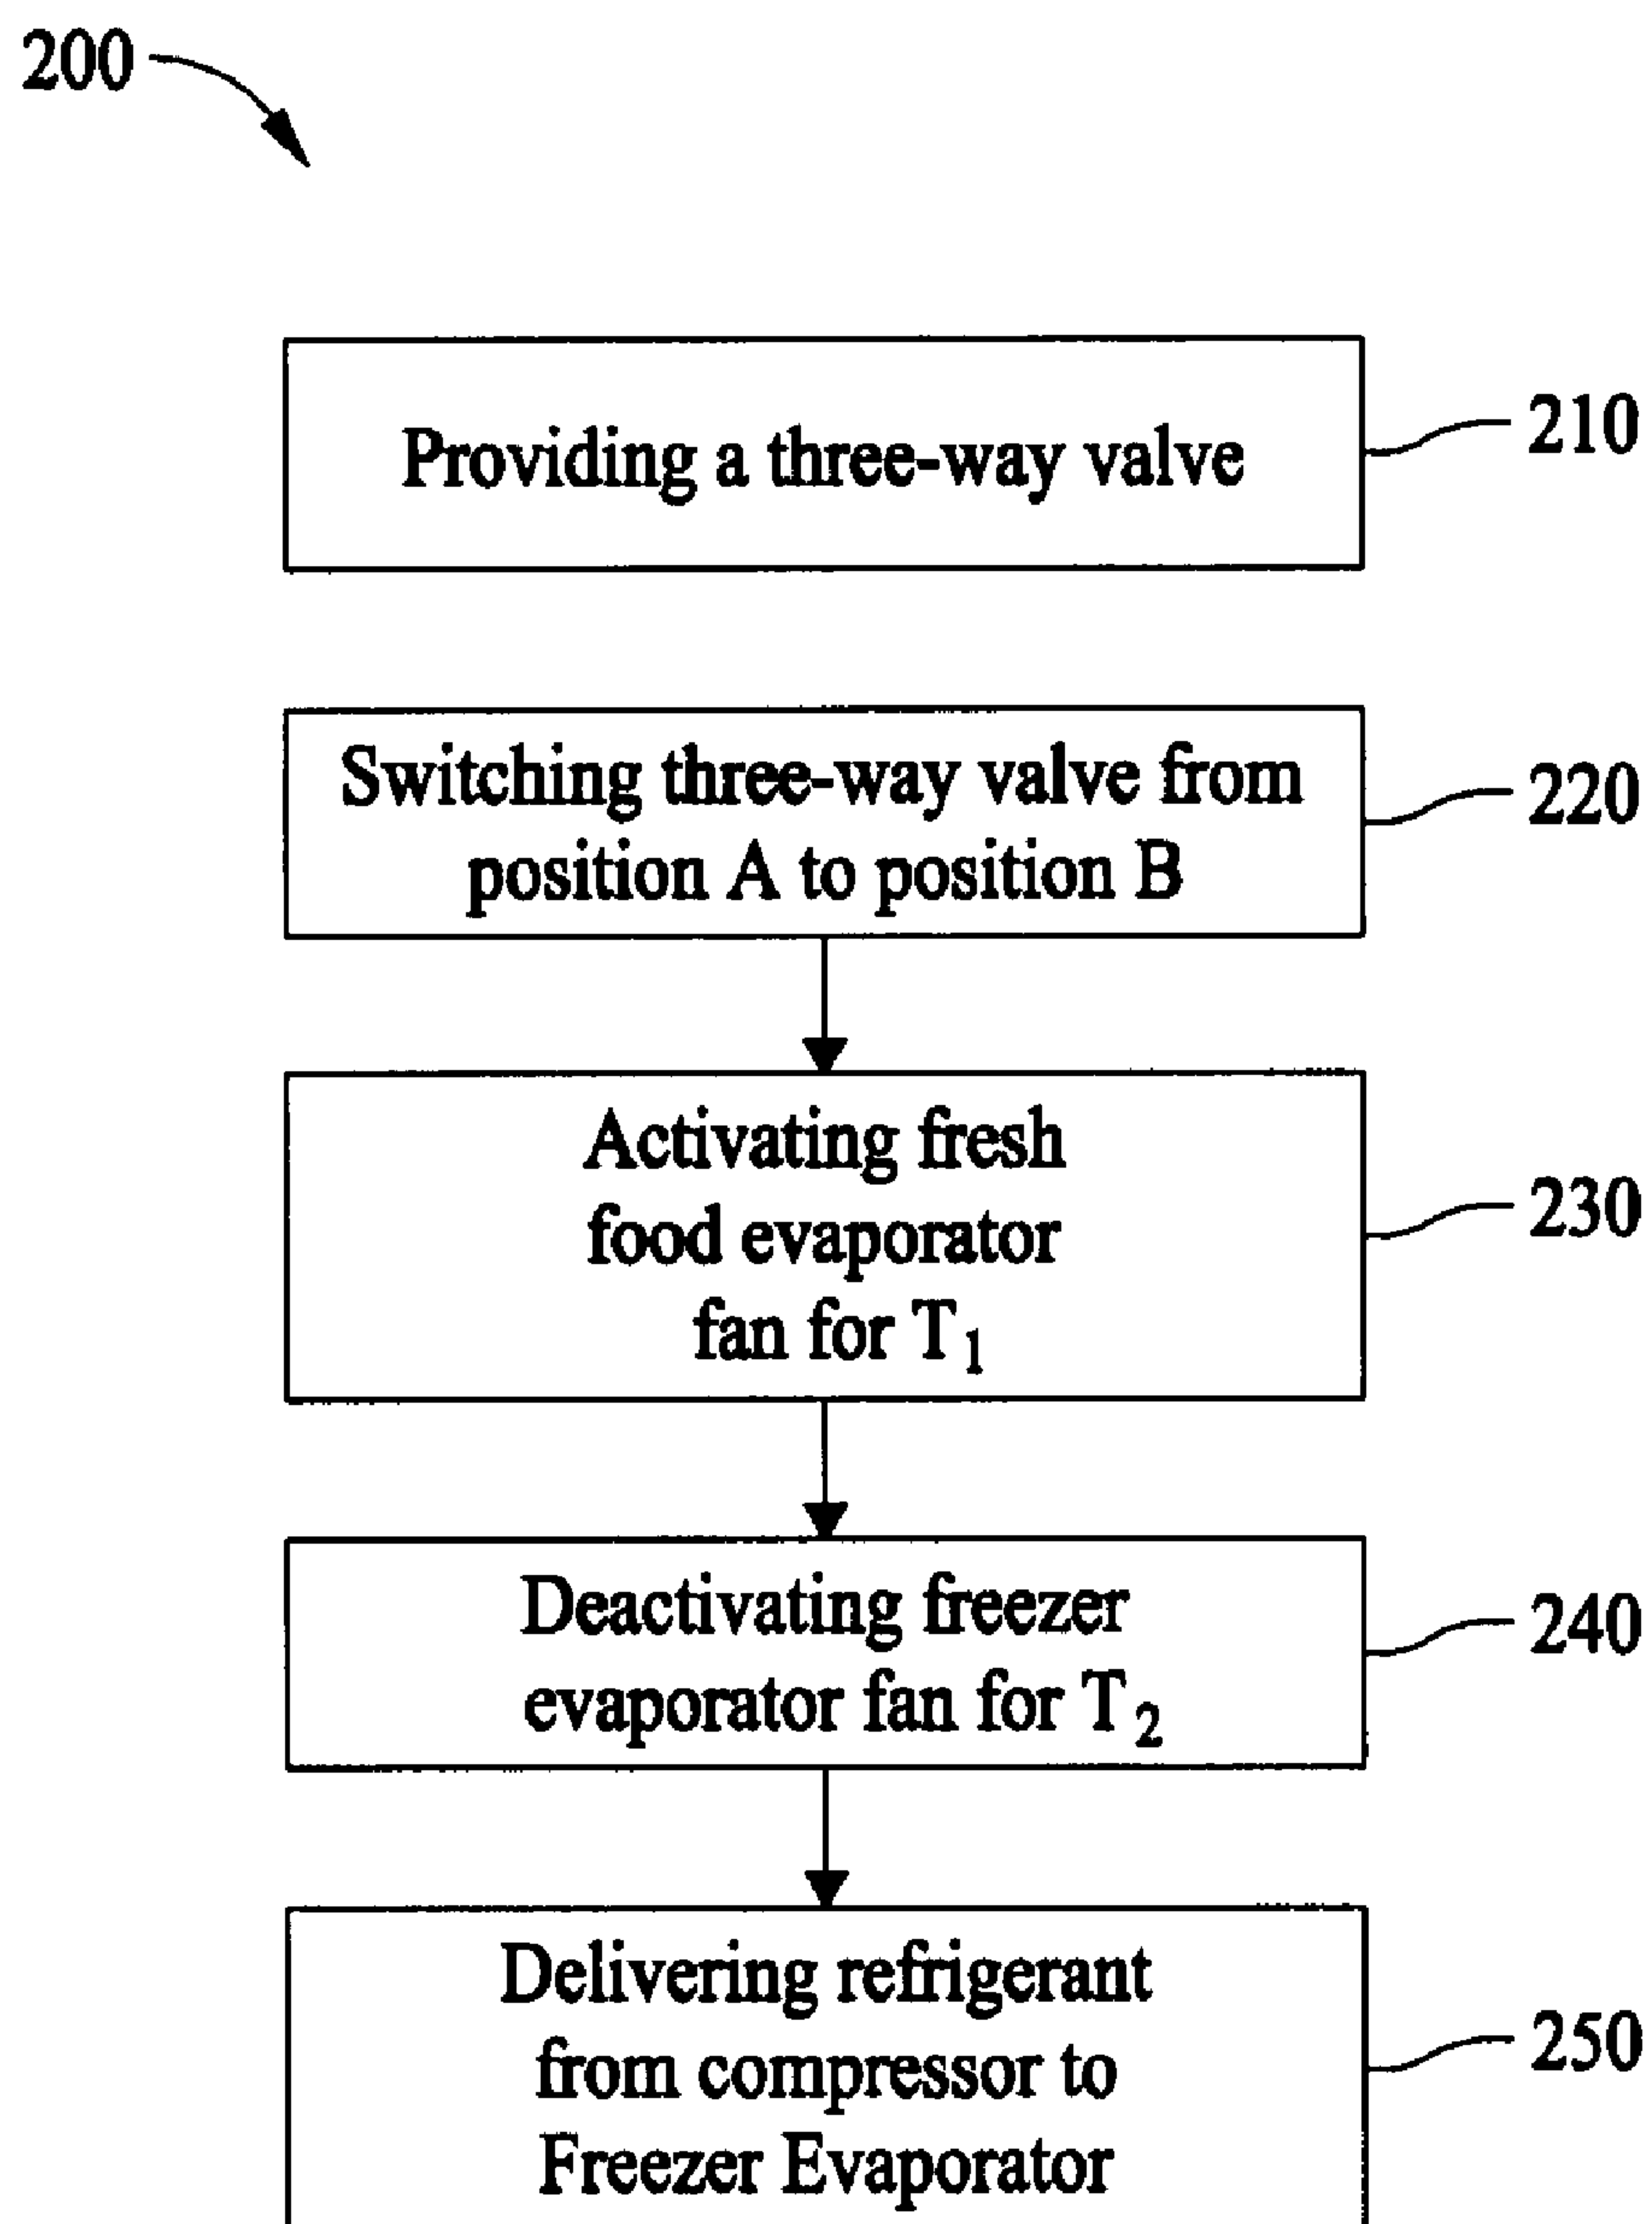 200
Providing a three-way valve
210
Switching three-way valve from
position A to position B
220
Activating fresh
food evaporator
fan for T1
230
Deactivating freezer
evaporator fan for T2
240
Delivering refrigerant
from compressor to
Freezer Evaporator
250